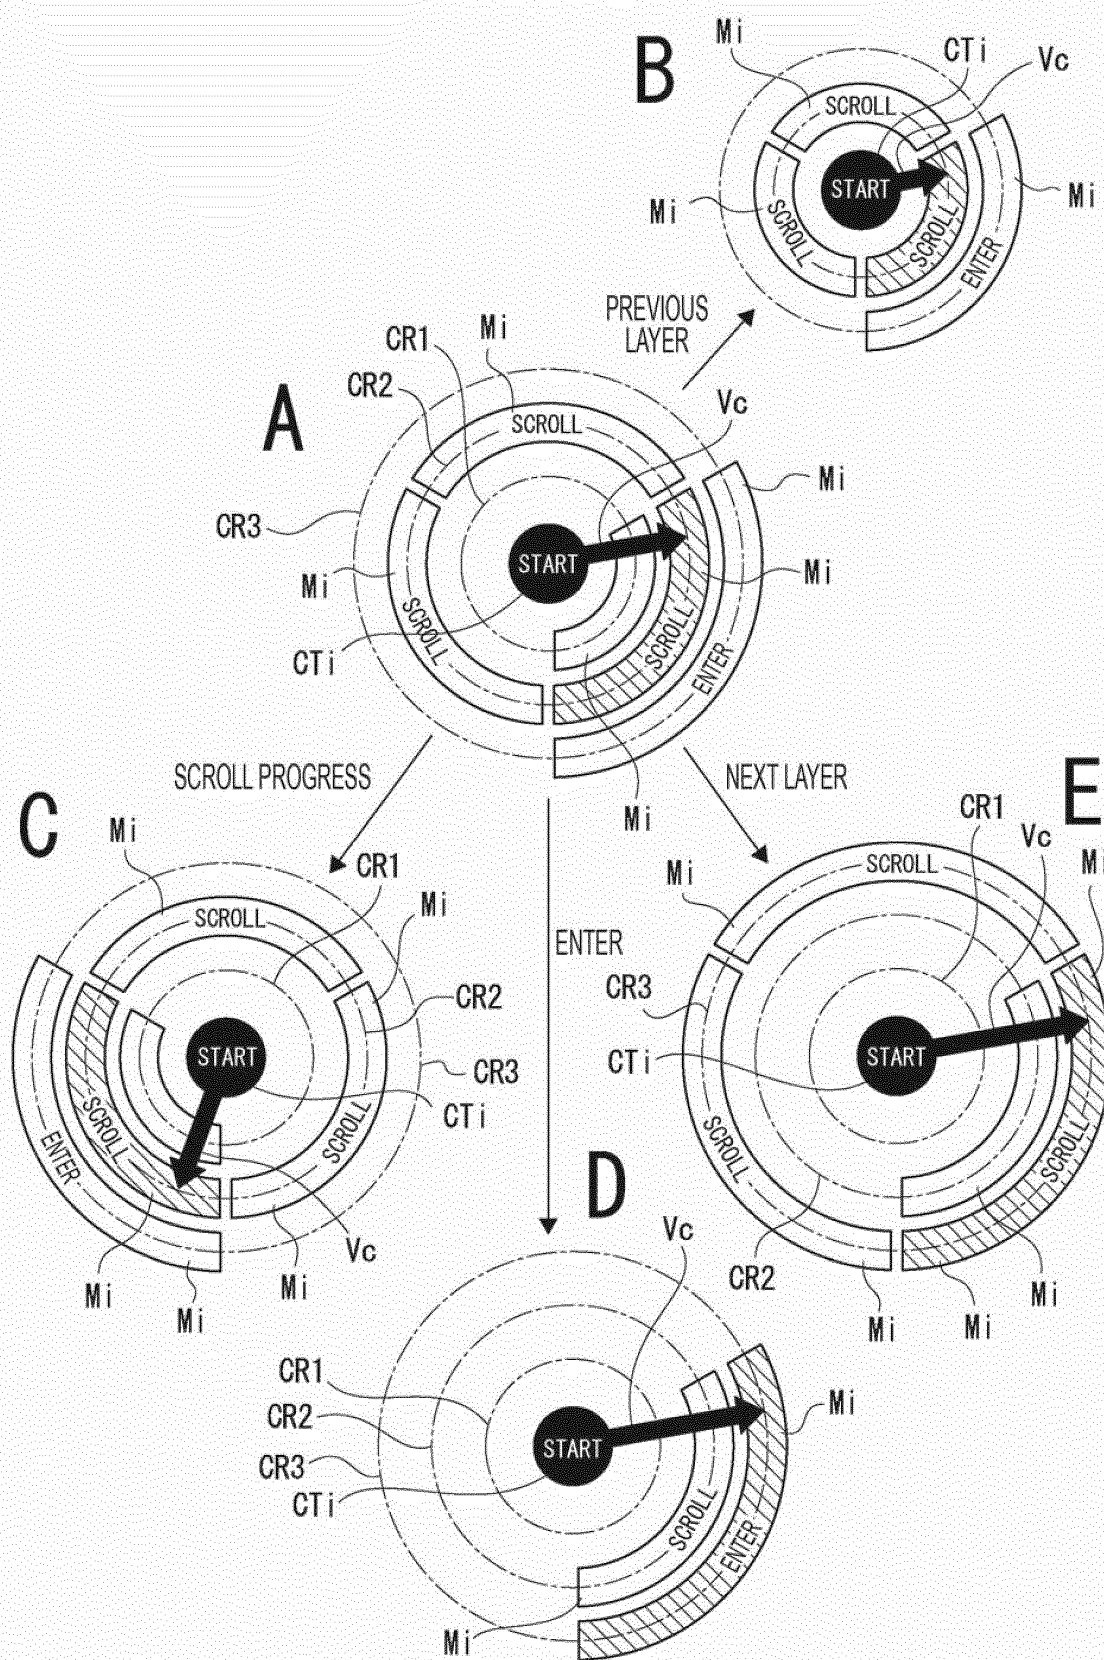 B
Mi
CTi
Vc
SCROLL
START
Mi
SCROLL
SCROLL
ENTER
Mi
PREVIOUS
LAYER
A
CR1
Mi
CR2
Vc
SCROLL
Mi
CR3
START
Mi
Mi
SCROLL
SCROLL
CTi
ENTER
SCROLL PROGRESS
NEXT LAYER
Mi
C
Mi
CR1
SCROLL
Mi
CR2
START
CR3
CTi
SCROLL
SCROLL
ENTER
Vc
Mi
Mi
Mi
ENTER
E
CR1
Vc
Mi
SCROLL
Mi
CR3
CTi
START
SCROLL
SCROLL
CR2
Mi
Mi
Mi
D
Vc
CR1
CR2
CR3
CTi
START
Mi
SCROLL
ENTER
Mi